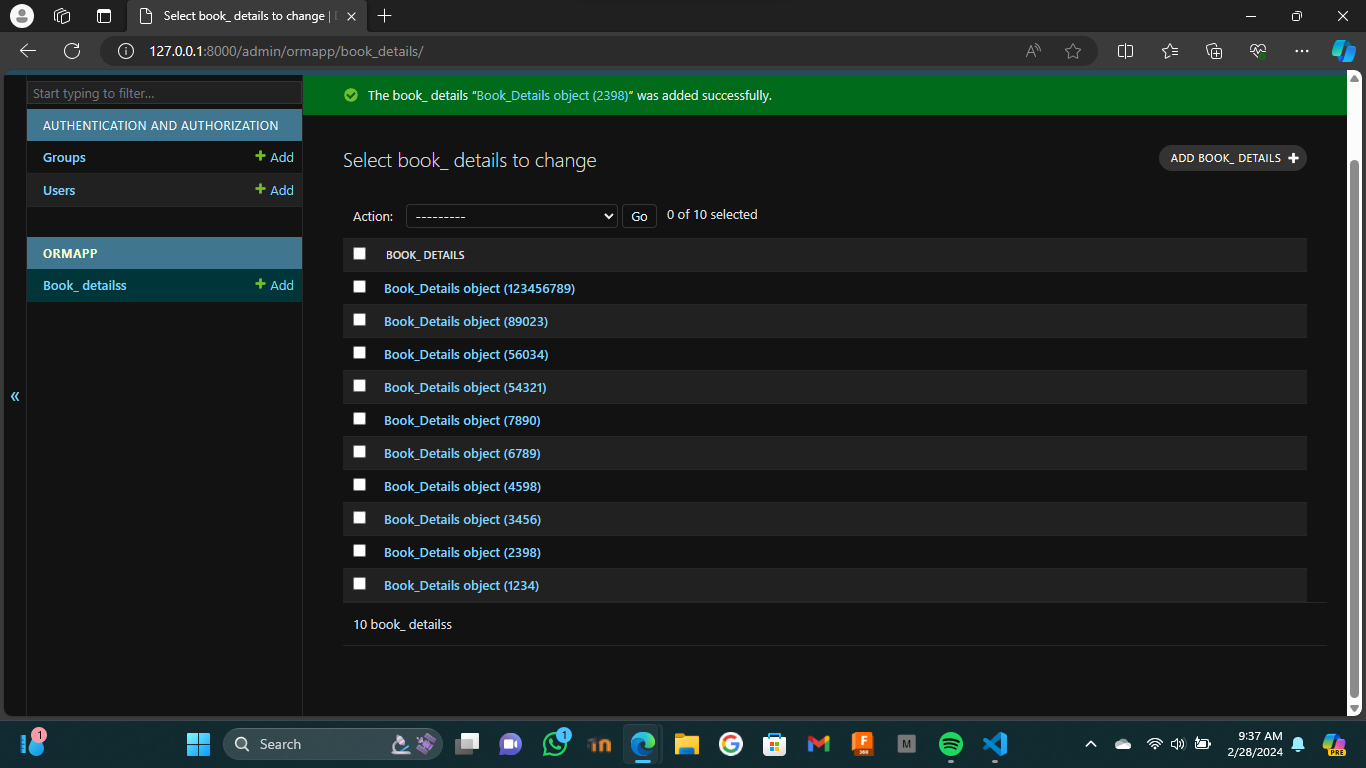 Select book_ details to change |
127.0.0.1:8000/admin/ormapp/book_details/
Start typing to filter...
AUTHENTICATION AND AUTHORIZATION
Groups + Add
Users + Add
ORMAPP
Book_ detailss + Add
«
The book_ details “Book_Details object (2398)” was added successfully.
Select book_ details to change
ADD BOOK_ DETAILS +
Action: --------- Go 0 of 10 selected
BOOK_ DETAILS
Book_Details object (123456789)
Book_Details object (89023)
Book_Details object (56034)
Book_Details object (54321)
Book_Details object (7890)
Book_Details object (6789)
Book_Details object (4598)
Book_Details object (3456)
Book_Details object (2398)
Book_Details object (1234)
10 book_ detailss
1
Search
1
M
9:37 AM
2/28/2024
PRE